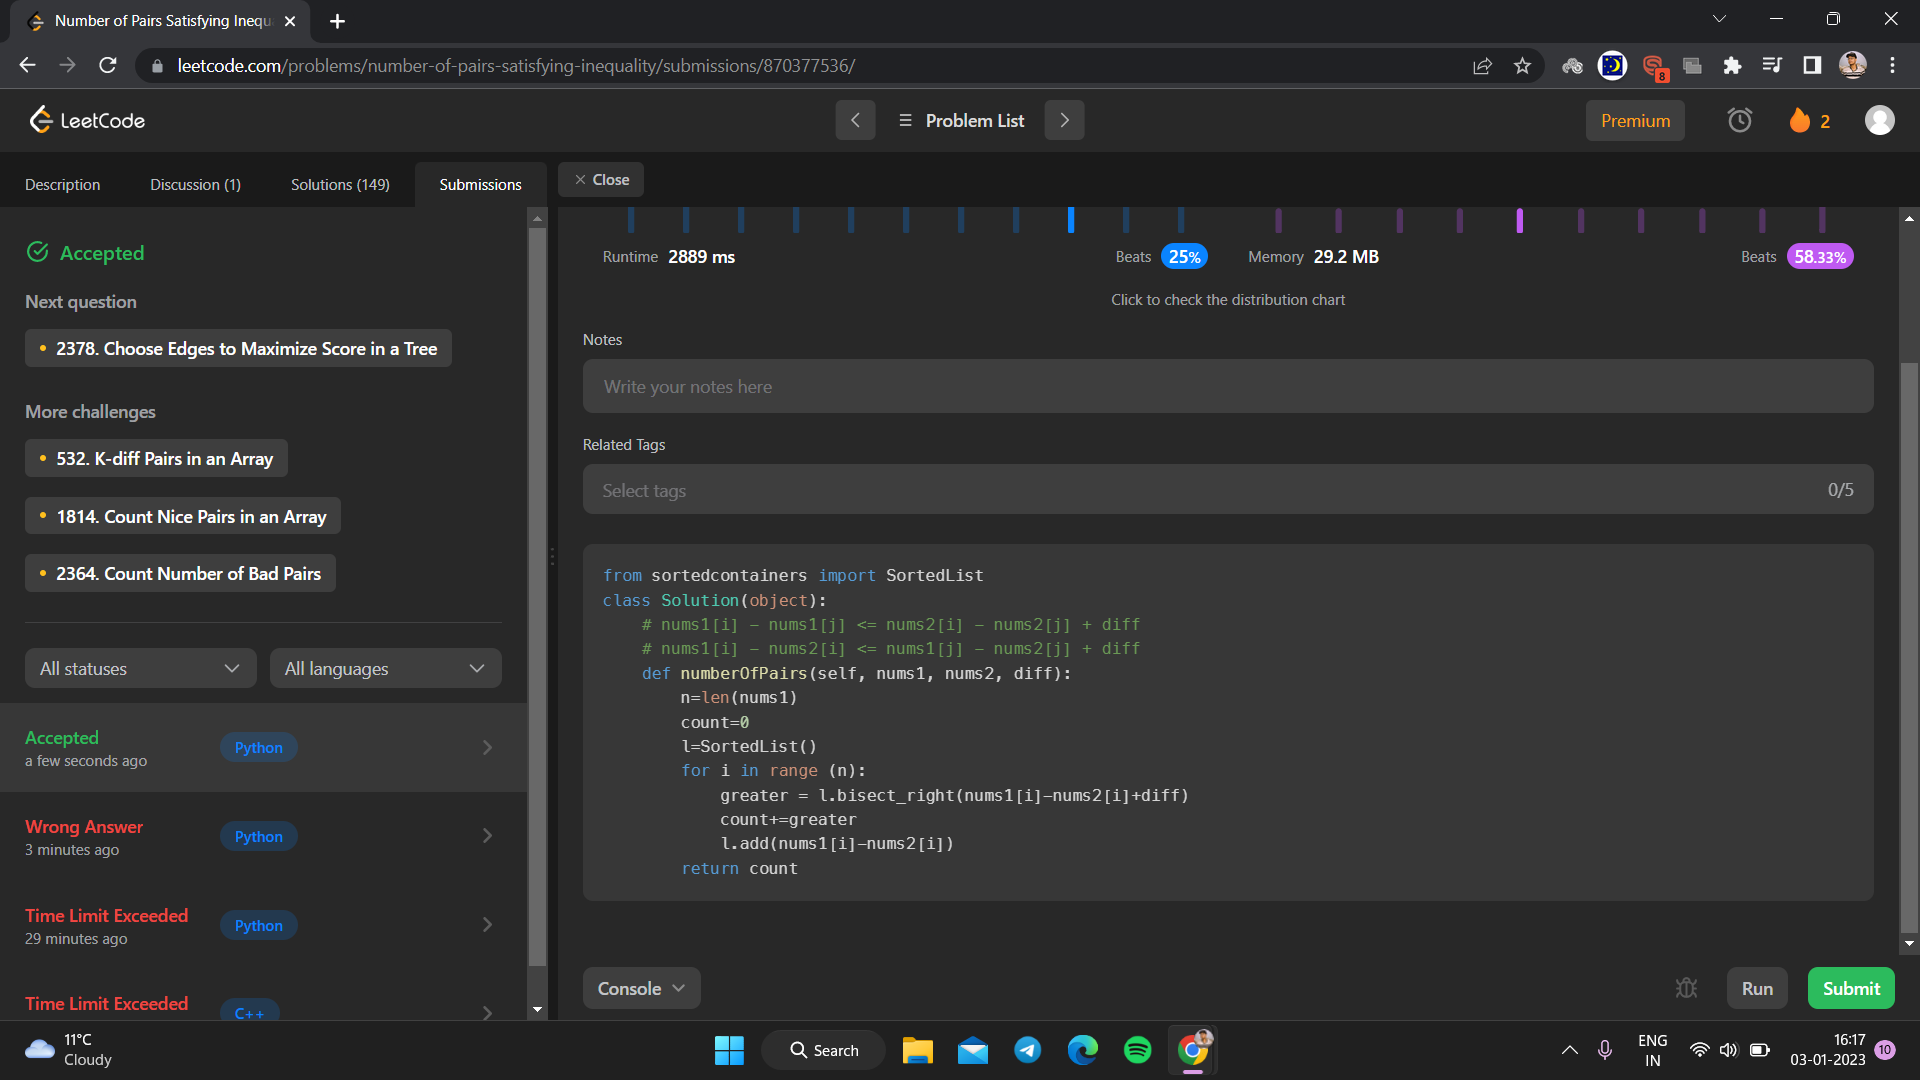 Number of Pairs Satisfying Inequ
leetcode.com/problems/number-of-pairs-satisfying-inequality/submissions/870377536/
8
LeetCode
Problem List
Premium
2
Description
Discussion (1)
Solutions (149)
Submissions
Close
Accepted
Next question
2378. Choose Edges to Maximize Score in a Tree
More challenges
532. K-diff Pairs in an Array
1814. Count Nice Pairs in an Array
2364. Count Number of Bad Pairs
All statuses
All languages
Accepted
a few seconds ago
Python
Wrong Answer
3 minutes ago
Python
Time Limit Exceeded
29 minutes ago
Python
Time Limit Exceeded
C++
Runtime 2889 ms
Beats 25%
Memory 29.2 MB
Beats 58.33%
Click to check the distribution chart
Notes
Write your notes here
Related Tags
Select tags
0/5
from sortedcontainers import SortedList
class Solution(object):
    # nums1[i] - nums1[j] <= nums2[i] - nums2[j] + diff
    # nums1[i] - nums2[i] <= nums1[j] - nums2[j] + diff
    def numberOfPairs(self, nums1, nums2, diff):
        n=len(nums1)
        count=0
        l=SortedList()
        for i in range (n):
            greater = l.bisect_right(nums1[i]-nums2[i]+diff)
            count+=greater
            l.add(nums1[i]-nums2[i])
        return count
Console
Run
Submit
11°C
Cloudy
Search
ENG
IN
16:17
03-01-2023
10